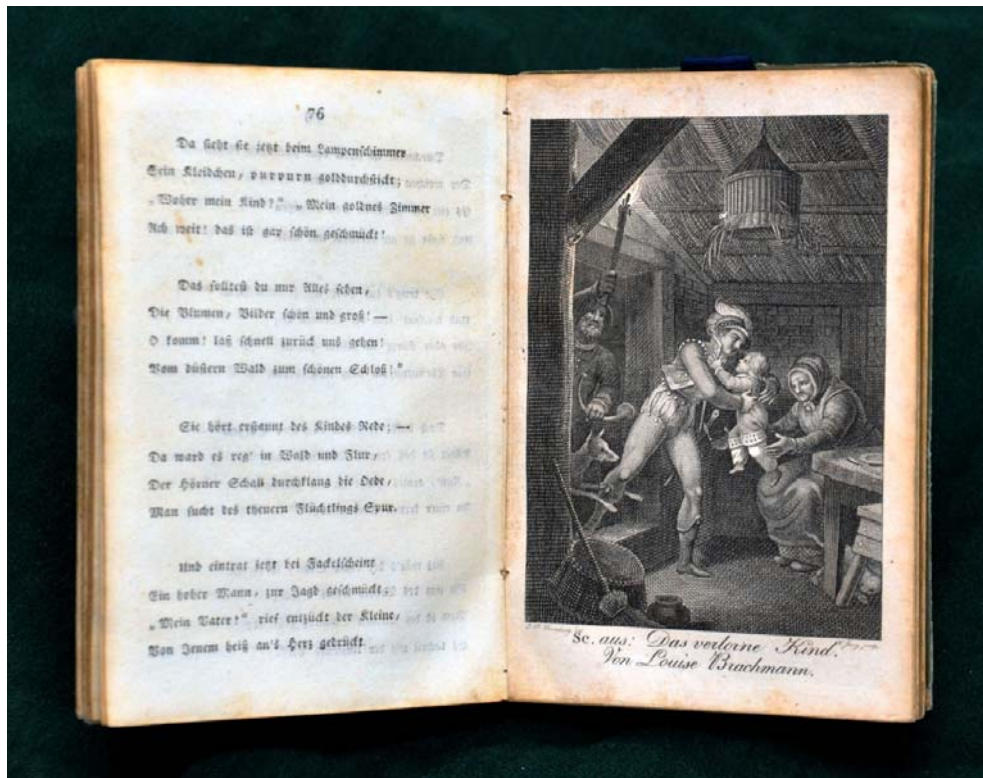 76
Da sieht sie jetzt beim Lampenschimmer
Sein Kleidchen, purpurn golddurchstickt;
„Woher mein Kind?“ „Mein goldnes Zimmer
Ach weit! das ist gar schön geschmückt!
Das solltest du nur Alles sehen,
Die Blumen, Bilder schön und groß! —
O komm! laß schnell zurück uns gehen!
Vom düstern Wald zum schönen Schloß!“
Sie hört erstaunt des Kindes Rede; —
Da ward es reg' in Wald und Flur,
Der Hörner Schall durchklang die Oede,
Man sucht des theuern Flüchtlings Spur.
Und eintrat jetzt bei Fackelscheine
Ein hoher Mann, zur Jagd geschmückt,
„Mein Vater!“ rief entzückt der Kleine,
Von Jenem heiß an's Herz gedrückt.
Sc. aus: Das verlorne Kind.
Von Louise Brachmann.